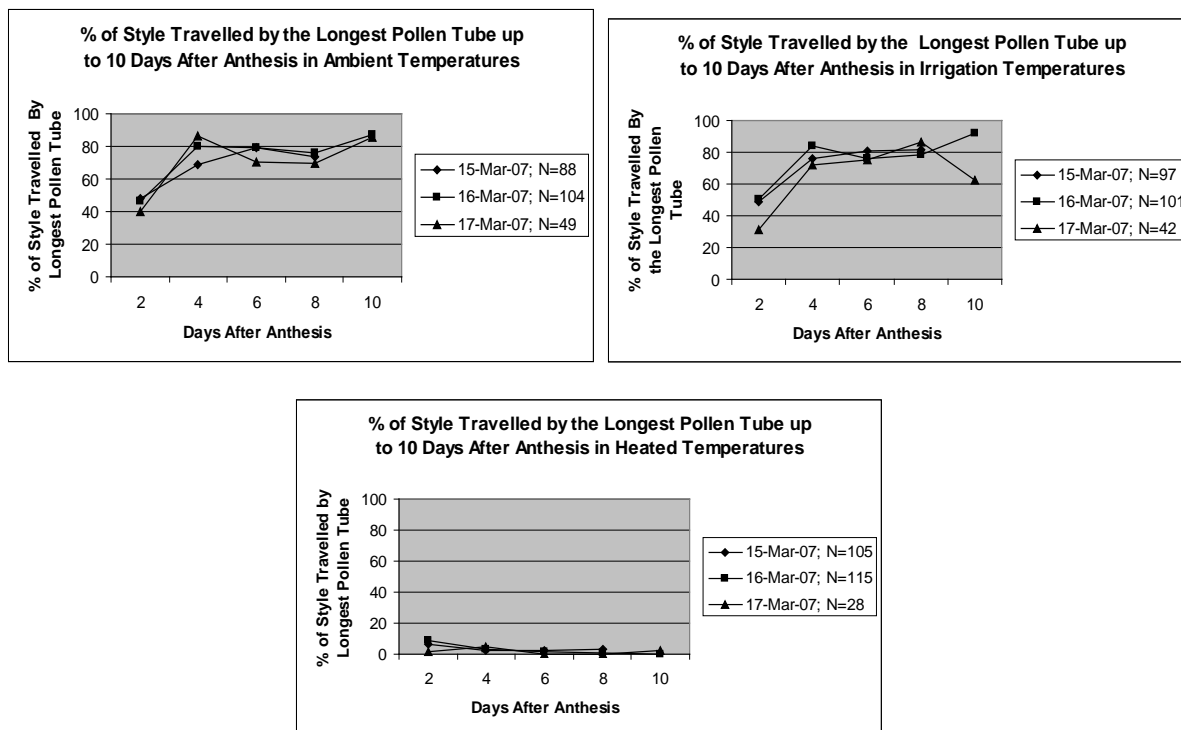 % of Style Travelled by the Longest Pollen Tube up
to 10 Days After Anthesis in Ambient Temperatures
% of Style Travelled By
Longest Pollen Tube
100
80
60
40
20
0
2 4 6 8 10
Days After Anthesis
15-Mar-07; N=88
16-Mar-07; N=104
17-Mar-07; N=49
% of Style Travelled by the Longest Pollen Tube up
to 10 Days After Anthesis in Irrigation Temperatures
% of Style Travelled By
the Longest Pollen
Tube
100
80
60
40
20
0
2 4 6 8 10
Days After Anthesis
15-Mar-07; N=97
16-Mar-07; N=101
17-Mar-07; N=42
% of Style Travelled by the Longest Pollen Tube up
to 10 Days After Anthesis in Heated Temperatures
% of Style Travelled by
Longest Pollen Tube
100
80
60
40
20
0
2 4 6 8 10
Days After Anthesis
15-Mar-07; N=105
16-Mar-07; N=115
17-Mar-07; N=28